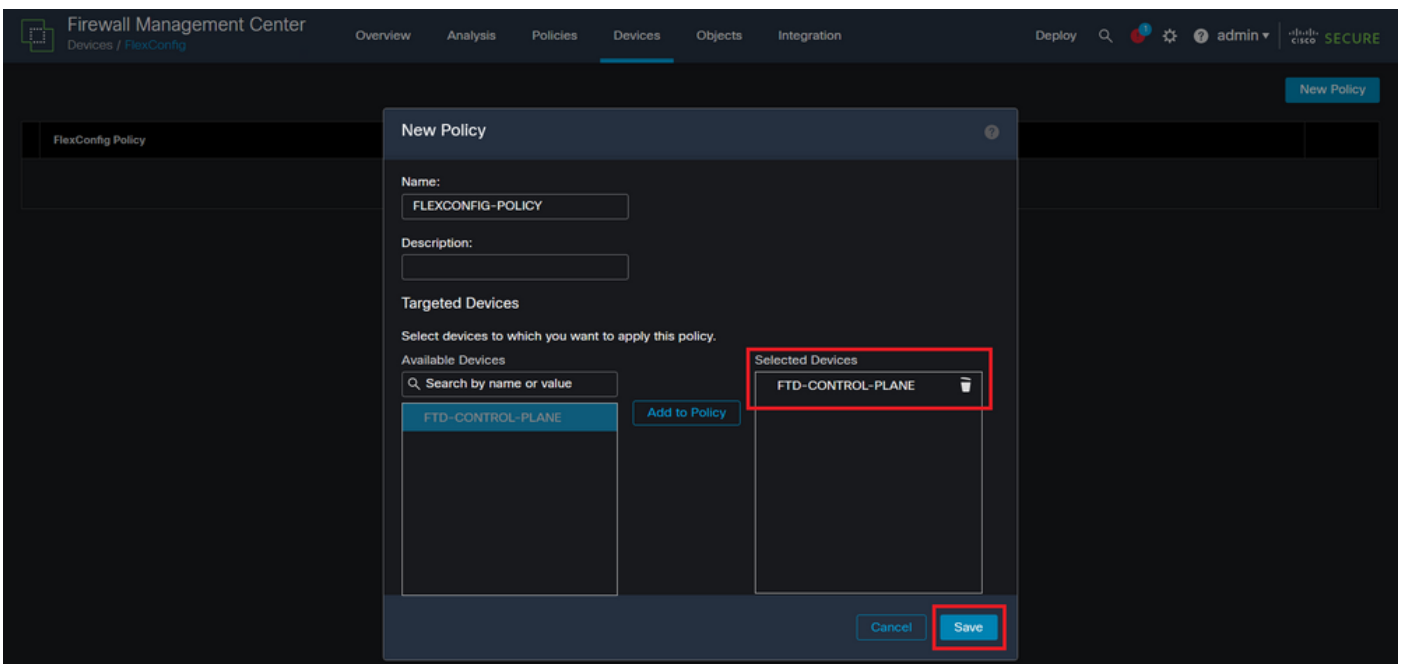 Firewall Management Center
Devices / FlexConfig
Overview Analysis Policies Devices Objects Integration Deploy 1 admin cisco SECURE
New Policy
FlexConfig Policy
New Policy
Name:
FLEXCONFIG-POLICY
Description:
Targeted Devices
Select devices to which you want to apply this policy.
Available Devices
Search by name or value
FTD-CONTROL-PLANE
Add to Policy
Selected Devices
FTD-CONTROL-PLANE
Cancel Save